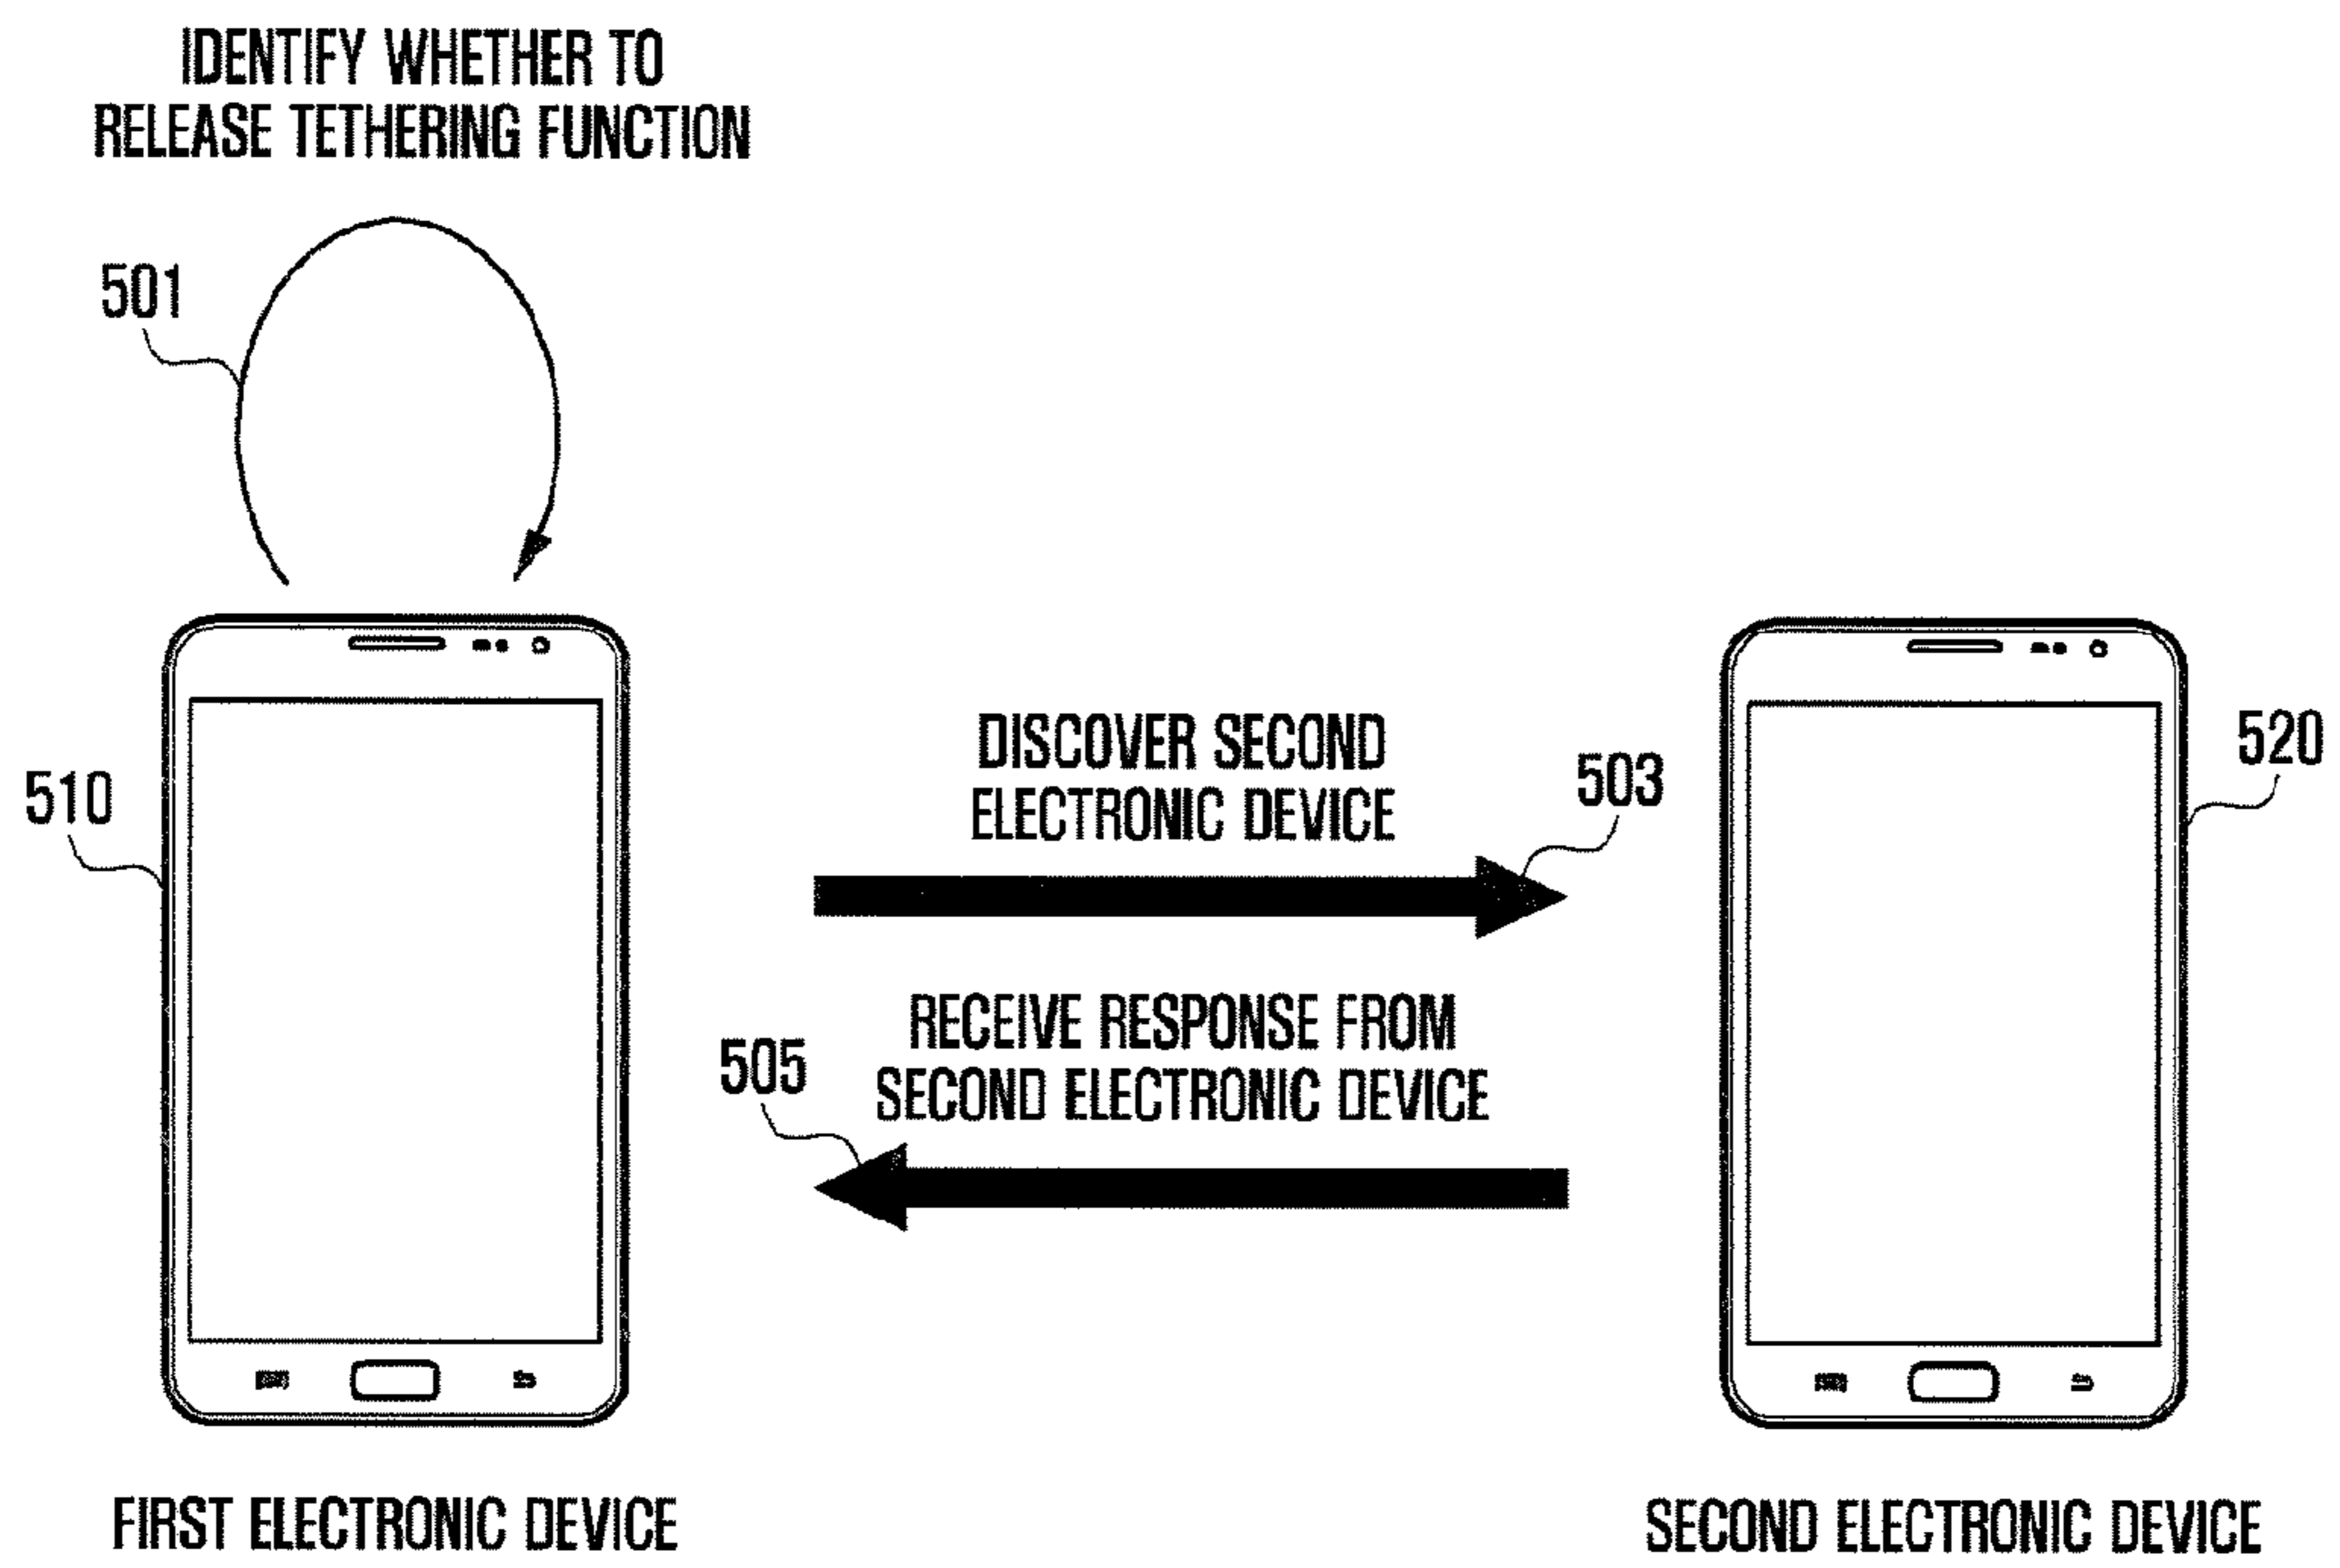 IDENTIFY WHETHER TO
RELEASE TETHERING FUNCTION
501
510
DISCOVER SECOND
ELECTRONIC DEVICE
503
520
RECEIVE RESPONSE FROM
SECOND ELECTRONIC DEVICE
505
FIRST ELECTRONIC DEVICE
SECOND ELECTRONIC DEVICE